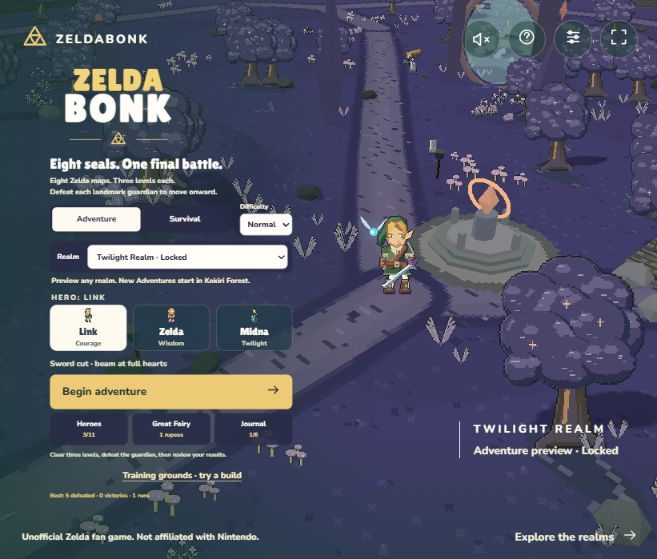 ZELDABONK
ZELDA
BONK
Eight seals. One final battle.
Eight Zelda maps. Three levels each.
Defeat each landmark guardian to move onward.
Difficulty
Adventure
Survival
Normal
Realm
Twilight Realm · Locked
Preview any realm. New Adventures start in Kokiri Forest.
HERO: LINK
Link
Zelda
Midna
Courage
Wisdom
Twilight
Sword cut · beam at full hearts
Begin adventure
Heroes
Great Fairy
Journal
3/11
1 rupees
1/6
Clear three levels, defeat the guardian, then review your results.
Training grounds · try a build
Best: 5 defeated · 0 victories · 1 runs
TWILIGHT REALM
Adventure preview · Locked
Unofficial Zelda fan game. Not affiliated with Nintendo.
Explore the realms